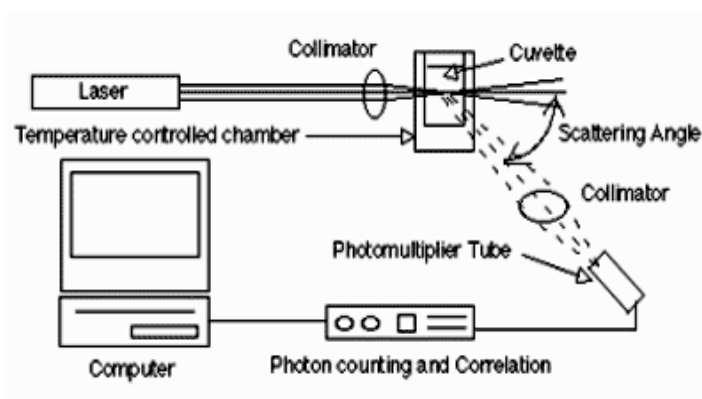 Collimator
Cuvette
Laser
Temperature controlled chamber
Scattering Angle
Collimator
Photomultiplier Tube
Computer
Photon counting and Correlation